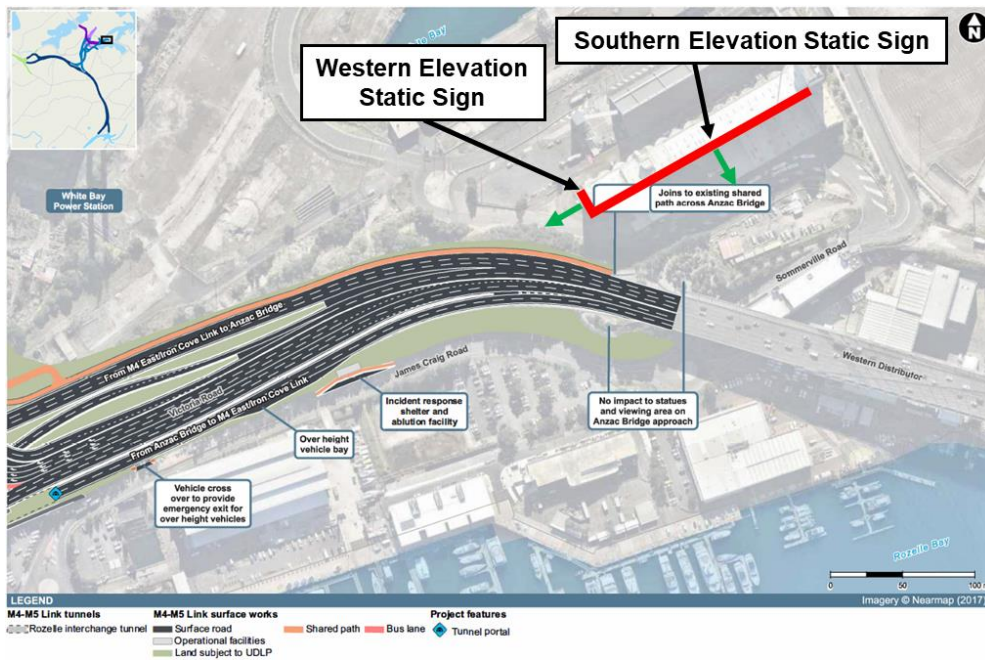 Southern Elevation Static Sign
N
Western Elevation
Static Sign
Bay
White Bay
Power Station
Joins to existing shared
path across Anzac Bridge
Sommerville Road
From M4 East/Iron Cove Link to Anzac Bridge
Western Distributor
James Craig Road
Victoria Road
From Anzac Bridge to M4 East/Iron Cove Link
Incident response
shelter and
ablution facility
No impact to statues
and viewing area on
Anzac Bridge approach
Over height
vehicle bay
Vehicle cross
over to provide
emergency exit for
over height vehicles
Rozelle Bay
0 50 100 m
LEGEND
Imagery © Nearmap (2017)
M4-M5 Link tunnels
Rozelle interchange tunnel
M4-M5 Link surface works
Surface road
Operational facilities
Land subject to UDLP
Shared path
Bus lane
Project features
Tunnel portal